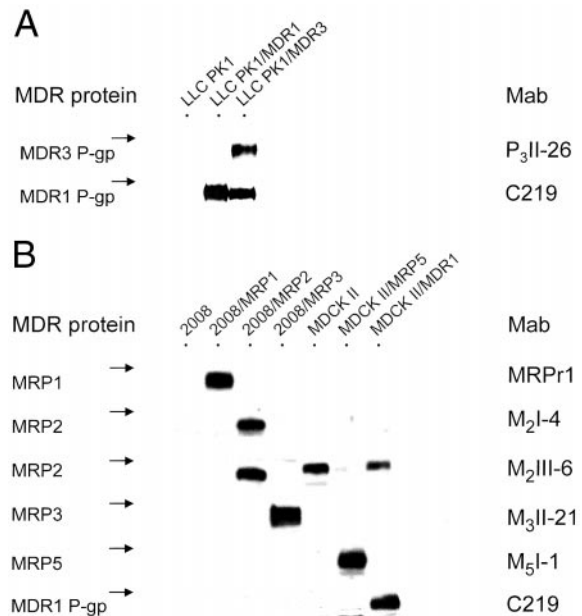 A
LLC PK1
LLC PK1/MDR1
LLC PK1/MDR3
MDR protein
Mab
MDR3 P-gp
P₃II-26
MDR1 P-gp
C219
B
2008
2008/MRP1
2008/MRP2
2008/MRP3
MDCK II
MDCK II/MRP5
MDCK II/MDR1
MDR protein
Mab
MRP1
MRPr1
MRP2
M₂I-4
MRP2
M₂III-6
MRP3
M₃II-21
MRP5
M₅I-1
MDR1 P-gp
C219